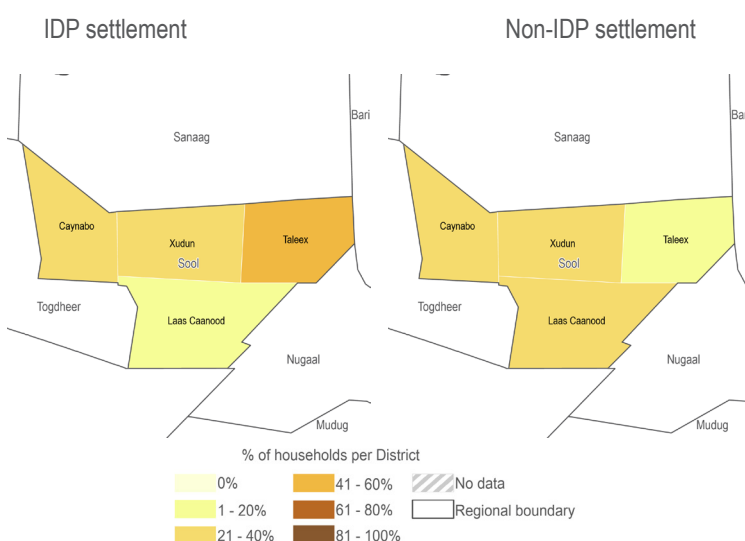 IDP settlement
Non-IDP settlement
Bari
Sanaag
Caynabo
Xudun
Taleex
Sool
Togdheer
Laas Caanood
Nugaal
Mudug
Sanaag
Caynabo
Xudun
Taleex
Sool
Togdheer
Laas Caanood
Nugaal
Mudug
% of households per District
0%
41 - 60%
No data
1 - 20%
61 - 80%
Regional boundary
21 - 40%
81 - 100%